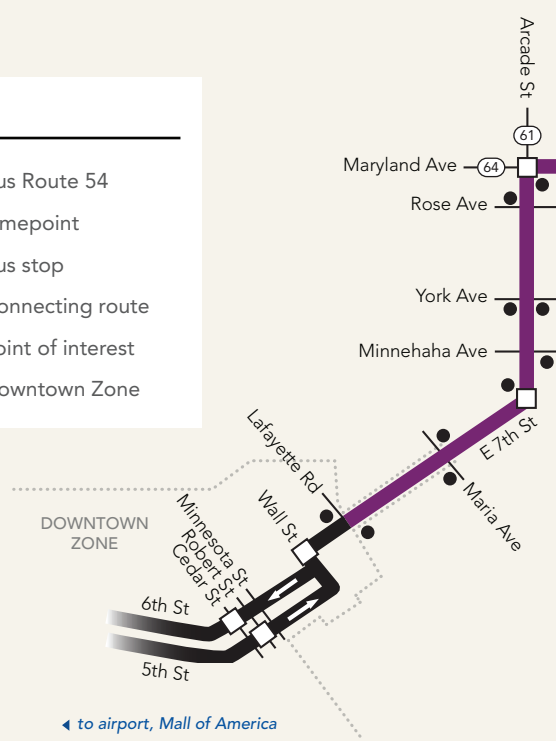 us Route 54
mepoint
us stop
onnecting route
oint of interest
owntown Zone
Arcade St
61
Maryland Ave
64
Rose Ave
York Ave
Minnehaha Ave
E 7th St
Maria Ave
Lafayette Rd
Wall St
Minnesota St
Robert St
Cedar St
DOWNTOWN
ZONE
6th St
5th St
to airport, Mall of America